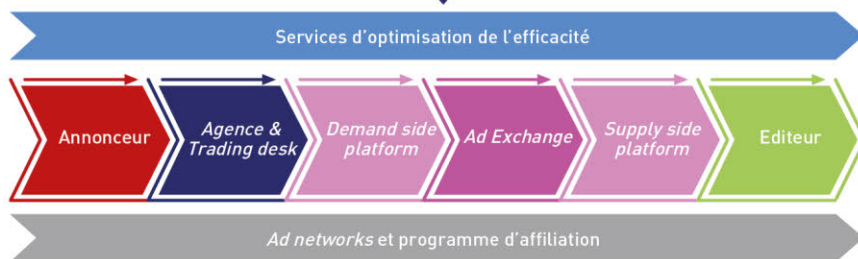 Services d'optimisation de l'efficacité
Annonceur
Agence &
Trading desk
Demand side
platform
Ad Exchange
Supply side
platform
Editeur
Ad networks et programme d'affiliation